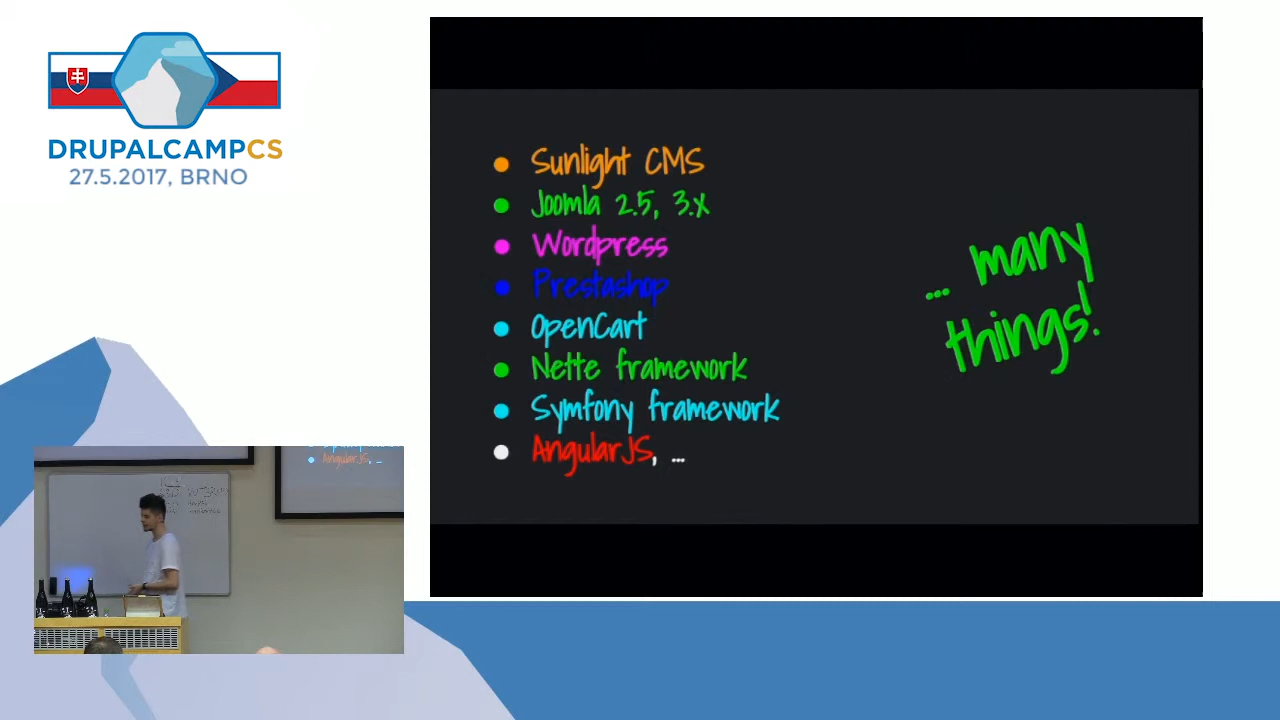 DRUPALCAMPCS
27.5.2017, BRNO
Sunlight CMS
Joomla 2.5, 3.x
Wordpress
Prestashop
OpenCart
Nette framework
Symfony framework
AngularJS, ...
... many
things!
AngularJS, ...